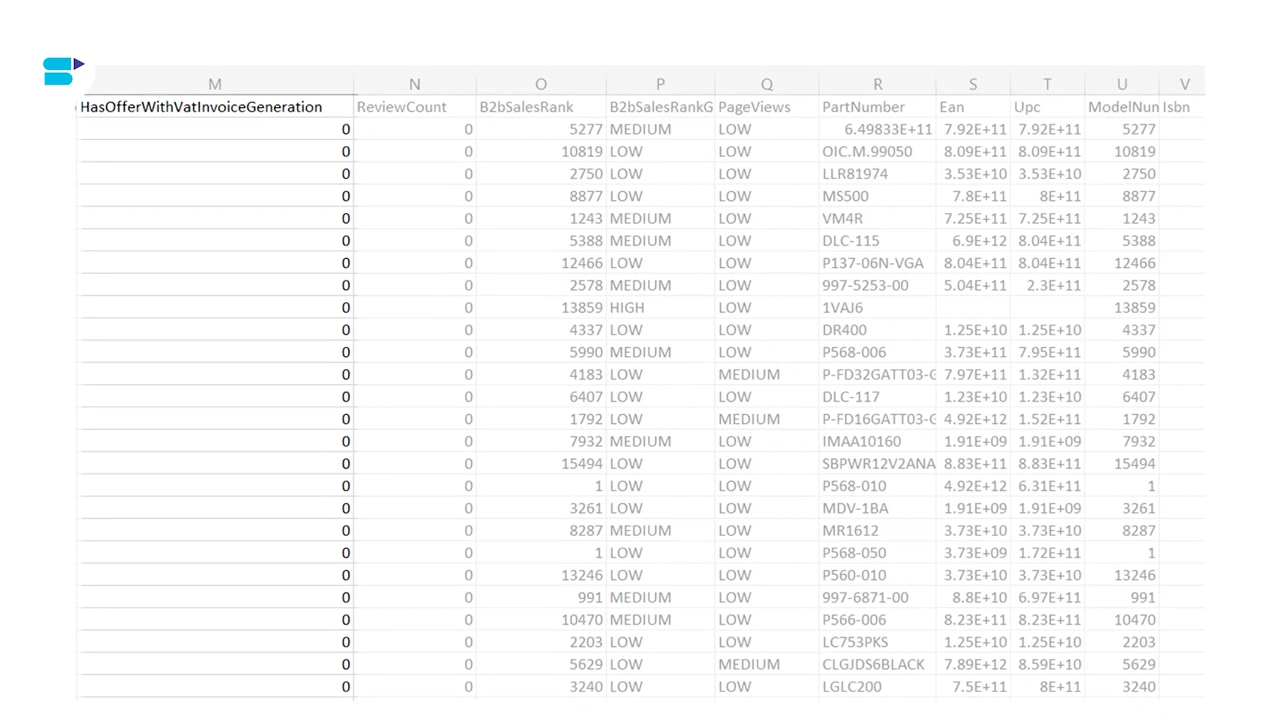 M N O P Q R S T U V
HasOfferWithVatInvoiceGeneration ReviewCount B2bSalesRank B2bSalesRankG PageViews PartNumber Ean Upc ModelNun Isbn
0 0 5277 MEDIUM LOW 6.49833E+11 7.92E+11 7.92E+11 5277
0 0 10819 LOW LOW OIC.M.99050 8.09E+11 8.09E+11 10819
0 0 2750 LOW LOW LLR81974 3.53E+10 3.53E+10 2750
0 0 8877 LOW LOW MS500 7.8E+11 8E+11 8877
0 0 1243 MEDIUM LOW VM4R 7.25E+11 7.25E+11 1243
0 0 5388 MEDIUM LOW DLC-115 6.9E+12 8.04E+11 5388
0 0 12466 LOW LOW P137-06N-VGA 8.04E+11 8.04E+11 12466
0 0 2578 MEDIUM LOW 997-5253-00 5.04E+11 2.3E+11 2578
0 0 13859 HIGH LOW 1VAJ6 13859
0 0 4337 LOW LOW DR400 1.25E+10 1.25E+10 4337
0 0 5990 MEDIUM LOW P568-006 3.73E+11 7.95E+11 5990
0 0 4183 LOW MEDIUM P-FD32GATT03-G 7.97E+11 1.32E+11 4183
0 0 6407 LOW LOW DLC-117 1.23E+10 1.23E+10 6407
0 0 1792 LOW MEDIUM P-FD16GATT03-G 4.92E+12 1.52E+11 1792
0 0 7932 MEDIUM LOW IMAA10160 1.91E+09 1.91E+09 7932
0 0 15494 LOW LOW SBPWR12V2ANA 8.83E+11 8.83E+11 15494
0 0 1 LOW LOW P568-010 4.92E+12 6.31E+11 1
0 0 3261 LOW LOW MDV-1BA 1.91E+09 1.91E+09 3261
0 0 8287 MEDIUM LOW MR1612 3.73E+10 3.73E+10 8287
0 0 1 LOW LOW P568-050 3.73E+09 1.72E+11 1
0 0 13246 LOW LOW P560-010 3.73E+10 3.73E+10 13246
0 0 991 MEDIUM LOW 997-6871-00 8.8E+10 6.97E+11 991
0 0 10470 MEDIUM LOW P566-006 8.23E+11 8.23E+11 10470
0 0 2203 LOW LOW LC753PKS 1.25E+10 1.25E+10 2203
0 0 5629 LOW MEDIUM CLGJDS6BLACK 7.89E+12 8.59E+10 5629
0 0 3240 LOW LOW LGLC200 7.5E+11 8E+11 3240